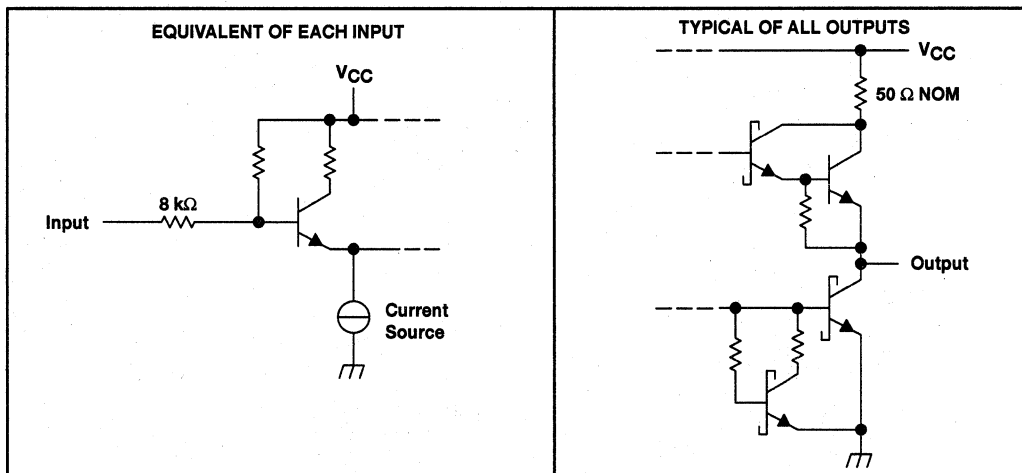 EQUIVALENT OF EACH INPUT
VCC
8 kΩ
Input
Current
Source
TYPICAL OF ALL OUTPUTS
VCC
50 Ω NOM
Output